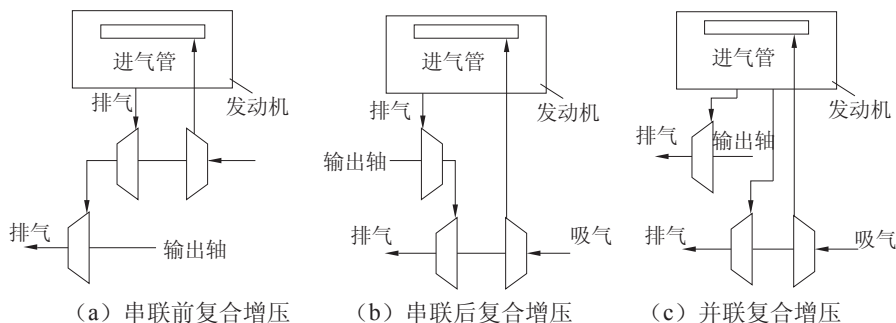 进气管
发动机
排气
排气
输出轴
（a）串联前复合增压
进气管
发动机
排气
输出轴
排气
吸气
（b）串联后复合增压
进气管
发动机
排气
输出轴
排气
吸气
（c）并联复合增压